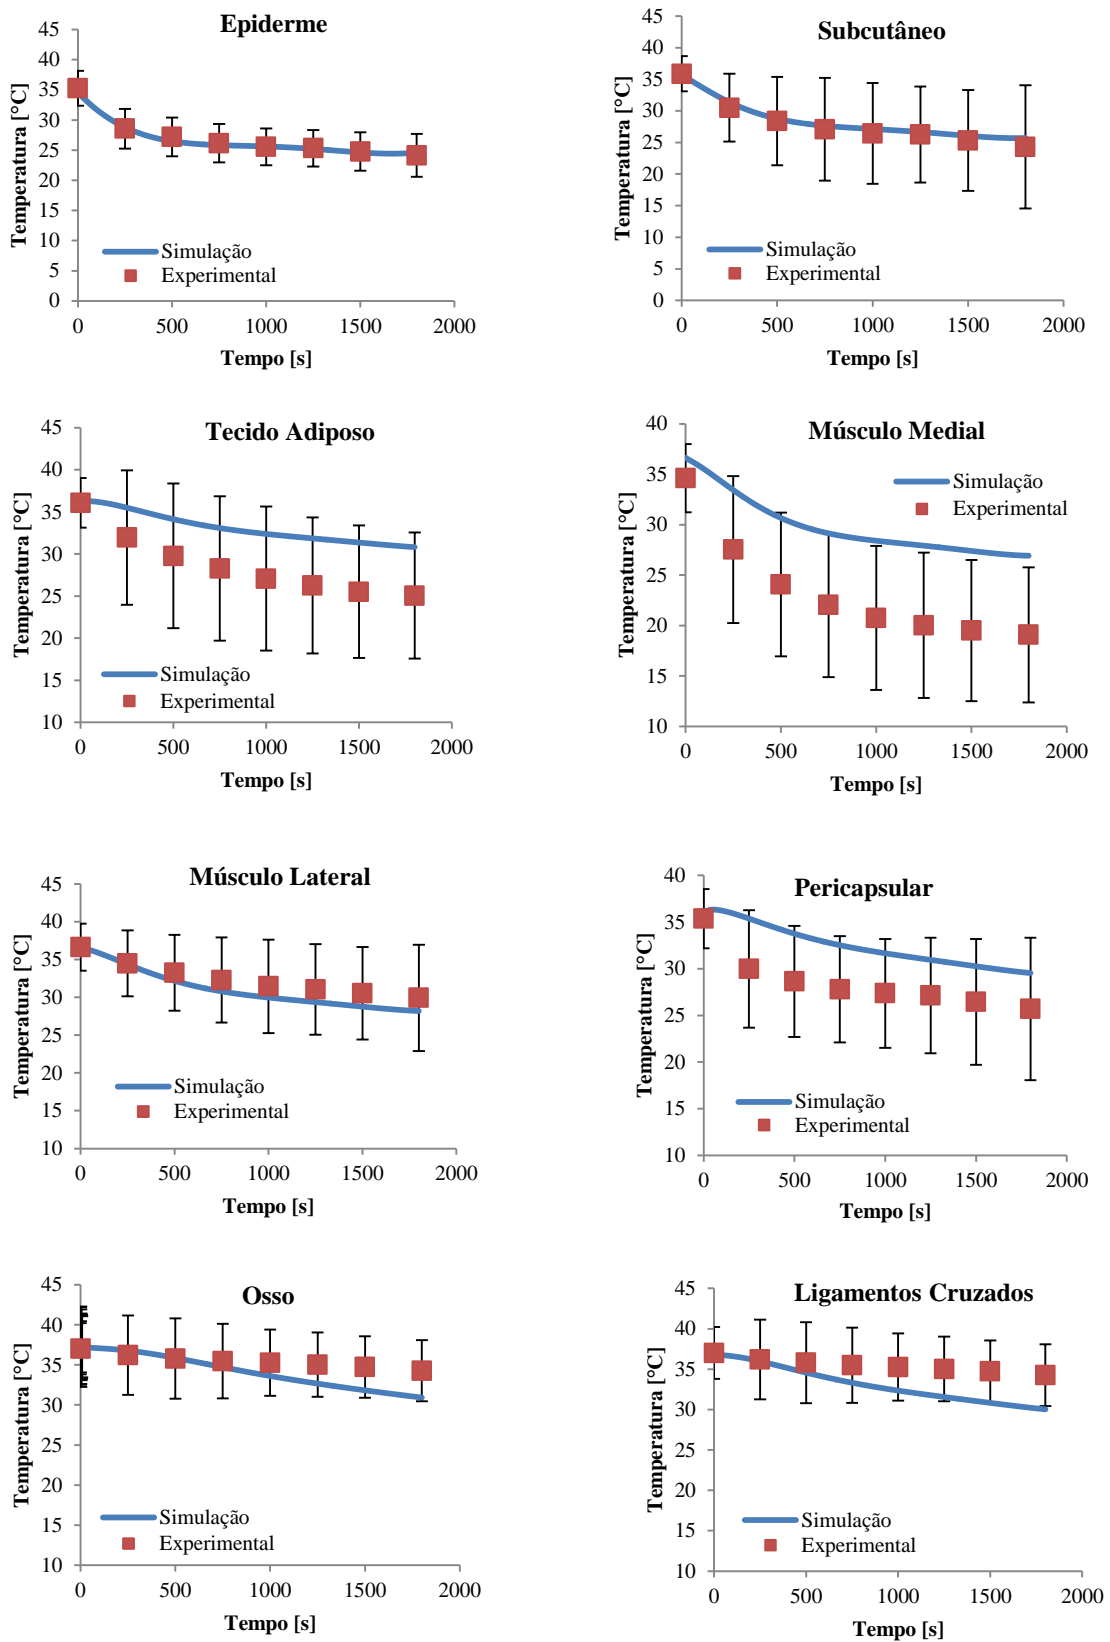 Epiderme
Temperatura [°C]
45
40
35
30
25
20
15
10
5
0
Simulação
Experimental
0 500 1000 1500 2000
Tempo [s]
Subcutâneo
Temperatura [°C]
45
40
35
30
25
20
15
10
5
0
Simulação
Experimental
0 500 1000 1500 2000
Tempo [s]
Tecido Adiposo
Temperatura [°C]
45
40
35
30
25
20
15
10
Simulação
Experimental
0 500 1000 1500 2000
Tempo [s]
Músculo Medial
Temperatura [°C]
40
35
30
25
20
15
10
Simulação
Experimental
0 500 1000 1500 2000
Tempo [s]
Músculo Lateral
Temperatura [°C]
45
40
35
30
25
20
15
10
Simulação
Experimental
0 500 1000 1500 2000
Tempo [s]
Pericapsular
Temperatura [°C]
40
35
30
25
20
15
10
Simulação
Experimental
0 500 1000 1500 2000
Tempo [s]
Osso
Temperatura [°C]
45
40
35
30
25
20
15
10
Simulação
Experimental
0 500 1000 1500 2000
Tempo [s]
Ligamentos Cruzados
Temperatura [°C]
45
40
35
30
25
20
15
10
Simulação
Experimental
0 500 1000 1500 2000
Tempo [s]